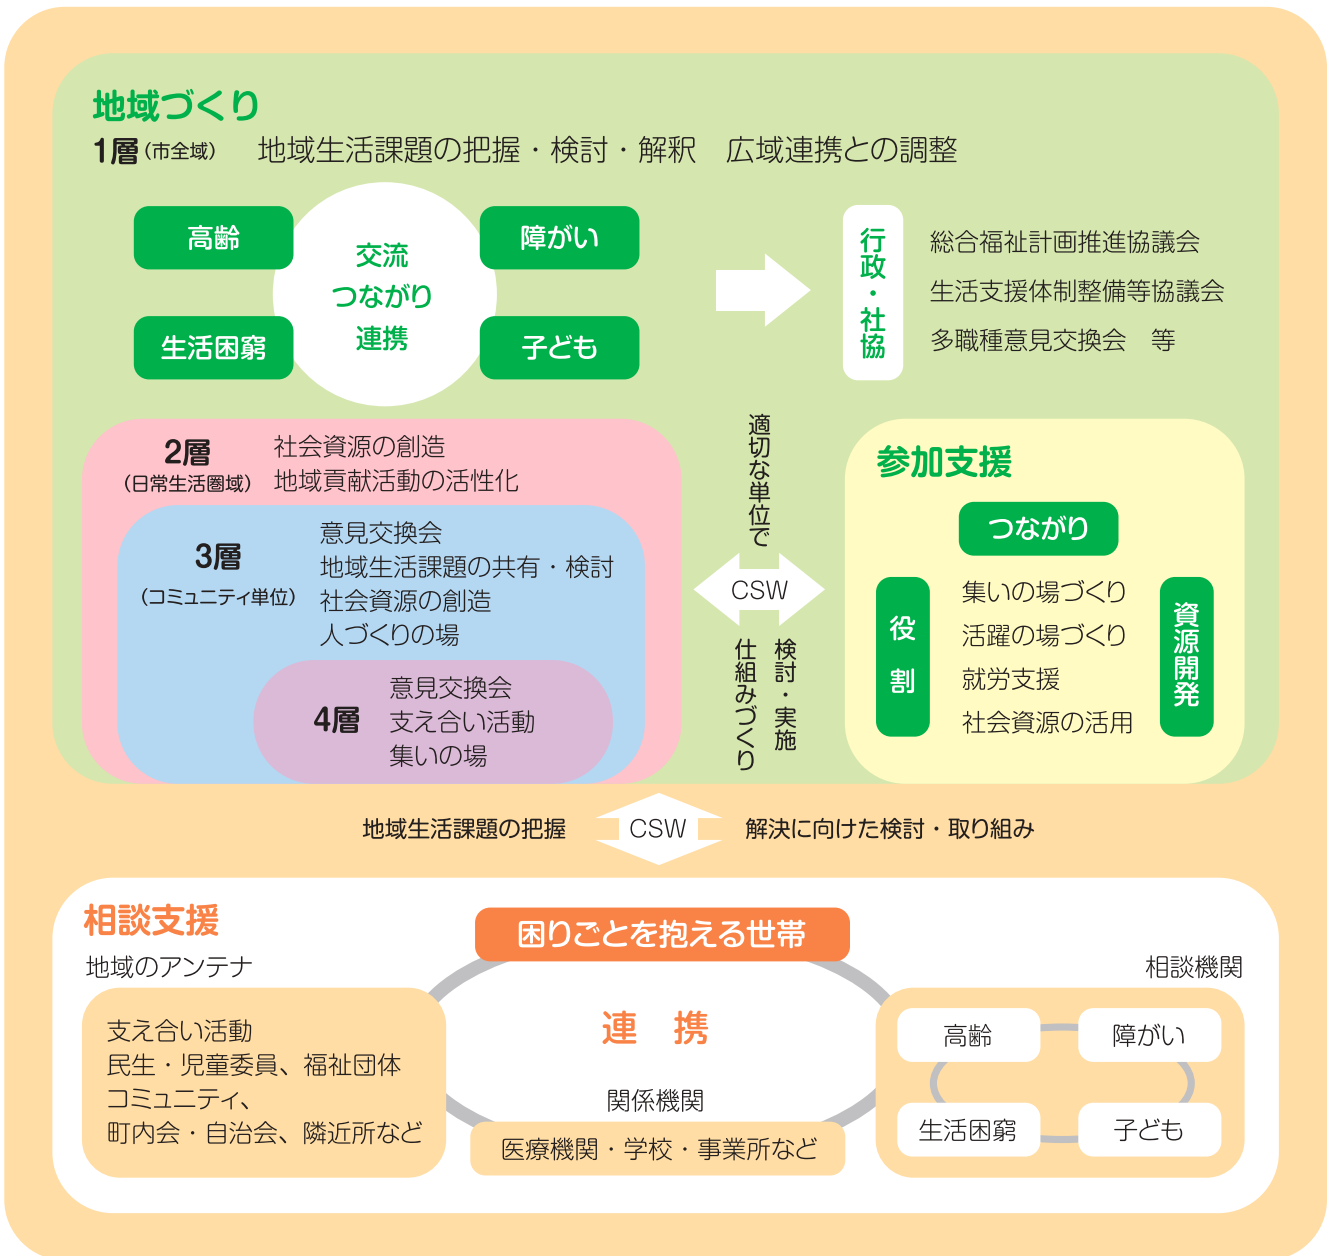 地域づくり
1層（市全域）　地域生活課題の把握・検討・解釈　広域連携との調整
高齢
障がい
生活困窮
子ども
交流
つながり
連携
行政・社協
総合福祉計画推進協議会
生活支援体制整備等協議会
多職種意見交換会　等
2層
（日常生活圏域）
社会資源の創造
地域貢献活動の活性化
3層
（コミュニティ単位）
意見交換会
地域生活課題の共有・検討
社会資源の創造
人づくりの場
4層
意見交換会
支え合い活動
集いの場
適切な単位で
CSW
検討・実施
仕組みづくり
参加支援
つながり
役割
集いの場づくり
活躍の場づくり
就労支援
社会資源の活用
資源開発
地域生活課題の把握
CSW
解決に向けた検討・取り組み
相談支援
困りごとを抱える世帯
地域のアンテナ
支え合い活動
民生・児童委員、福祉団体
コミュニティ、
町内会・自治会、隣近所など
連　携
関係機関
医療機関・学校・事業所など
相談機関
高齢
障がい
生活困窮
子ども